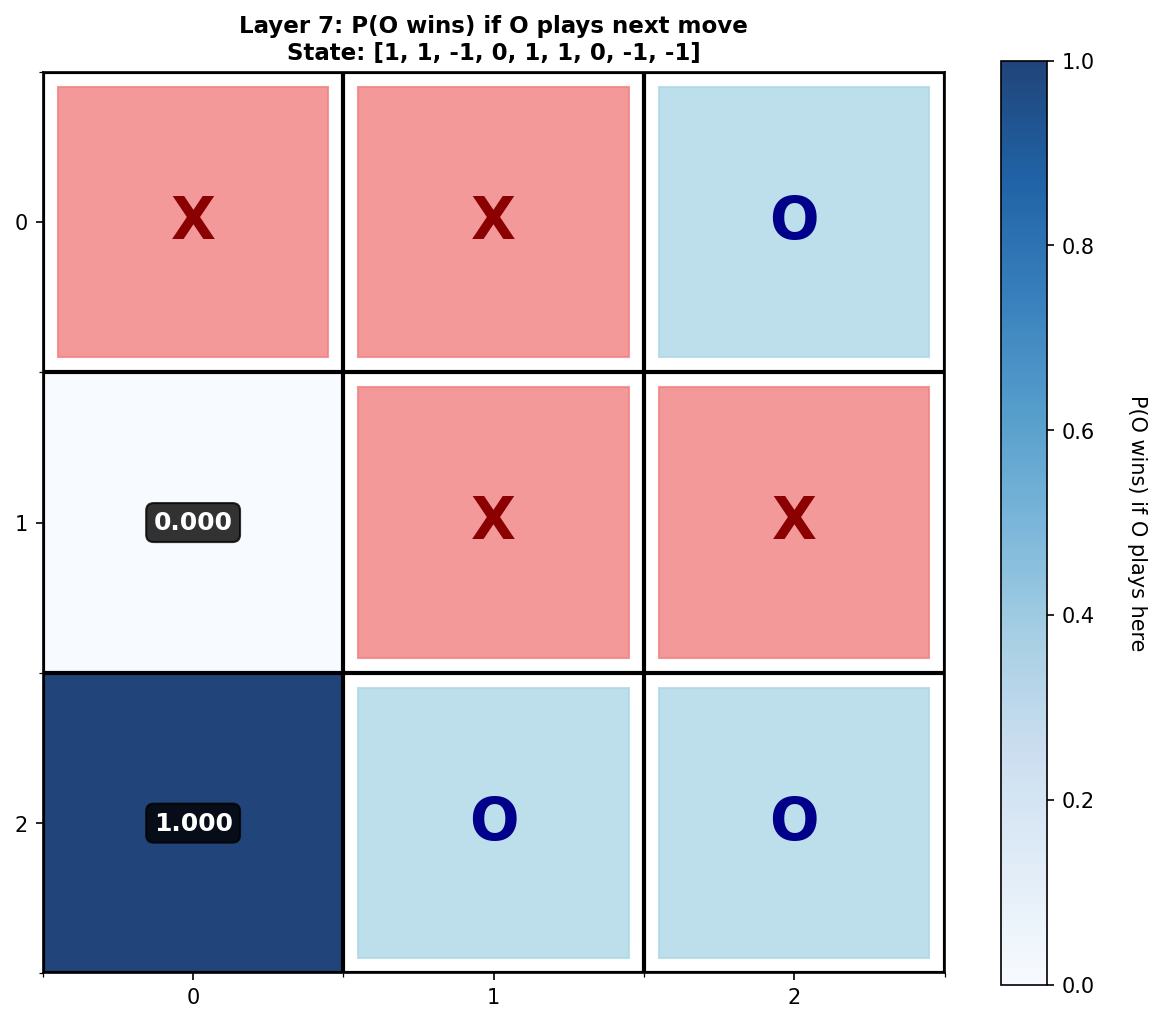 Layer 7: P(O wins) if O plays next move
State: [1, 1, -1, 0, 1, 1, 0, -1, -1]
X X O
0.000 X X
1.000 O O
0
1
2
0 1 2
1.0
0.8
0.6
0.4
0.2
0.0
P(O wins) if O plays here